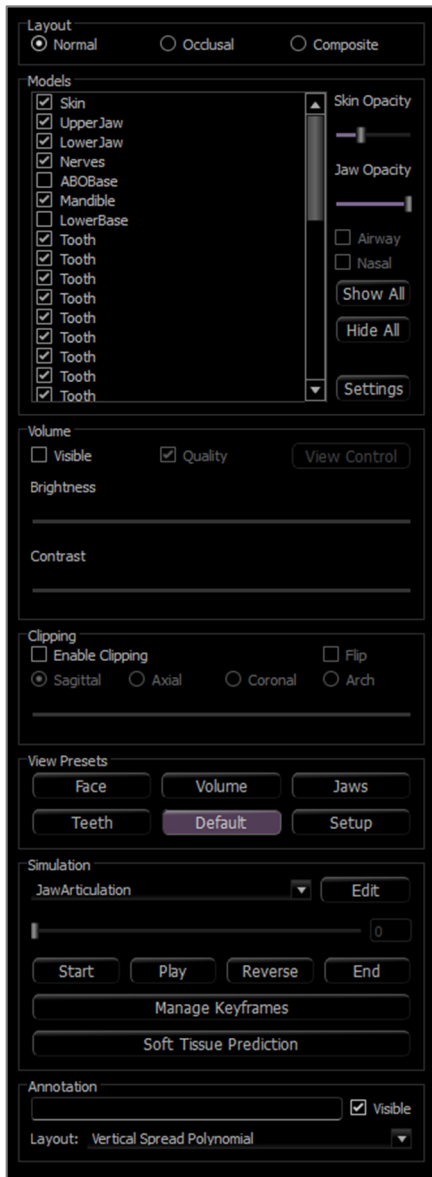 Layout
Normal Occlusal Composite
Models
Skin
UpperJaw
LowerJaw
Nerves
ABOBase
Mandible
LowerBase
Tooth
Tooth
Tooth
Tooth
Tooth
Tooth
Tooth
Tooth
Tooth
Skin Opacity
Jaw Opacity
Airway
Nasal
Show All
Hide All
Settings
Volume
Visible Quality View Control
Brightness
Contrast
Clipping
Enable Clipping Flip
Sagittal Axial Coronal Arch
View Presets
Face Volume Jaws
Teeth Default Setup
Simulation
JawArticulation Edit
0
Start Play Reverse End
Manage Keyframes
Soft Tissue Prediction
Annotation
Visible
Layout: Vertical Spread Polynomial